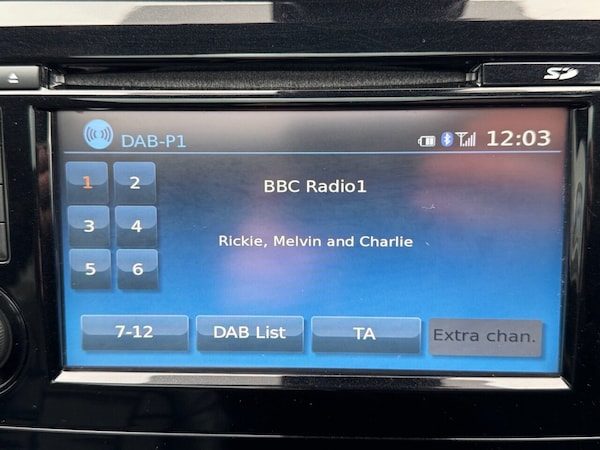 SD
DAB-P1 12:03
1 2
BBC Radio1
3 4
Rickie, Melvin and Charlie
5 6
7-12 DAB List TA Extra chan.